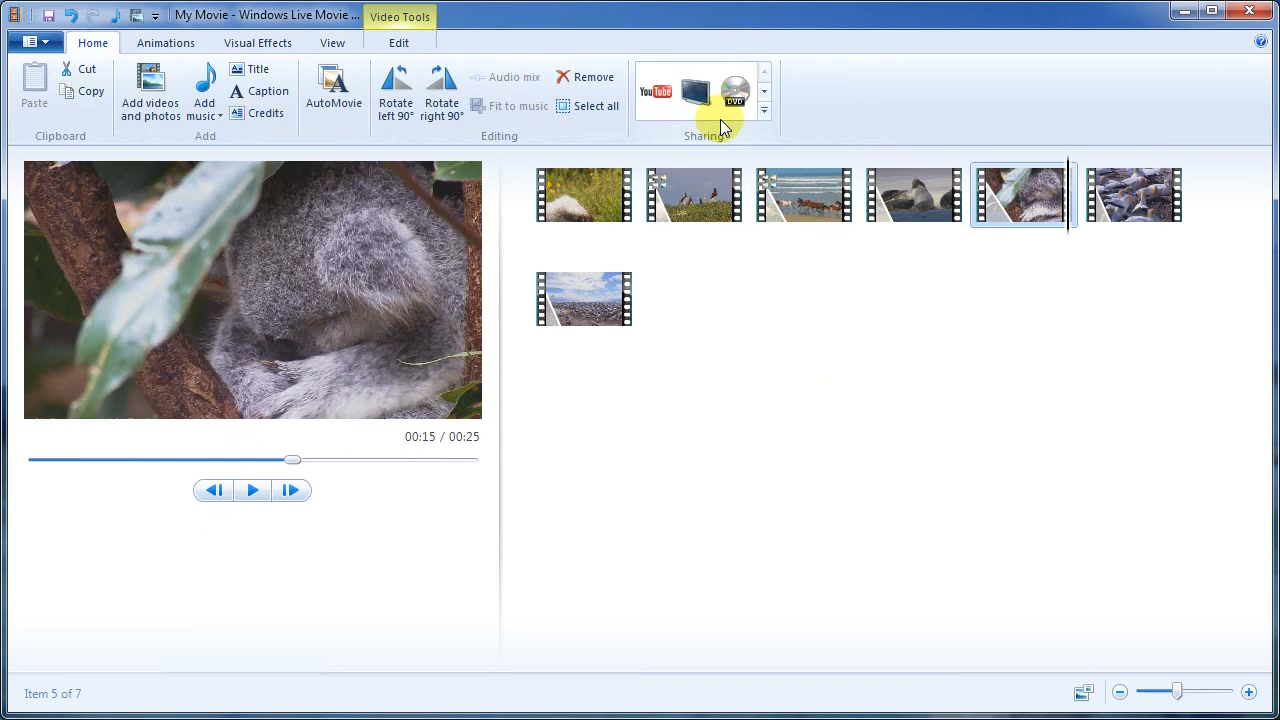 My Movie - Windows Live Movie ...
Video Tools
Home
Animations
Visual Effects
View
Edit
Paste
Cut
Copy
Clipboard
Add videos
and photos
Add
music
Title
Caption
Credits
Add
AutoMovie
Rotate
left 90°
Rotate
right 90°
Audio mix
Fit to music
Remove
Select all
Editing
YouTube
DVD
Sharing
00:15 / 00:25
Item 5 of 7